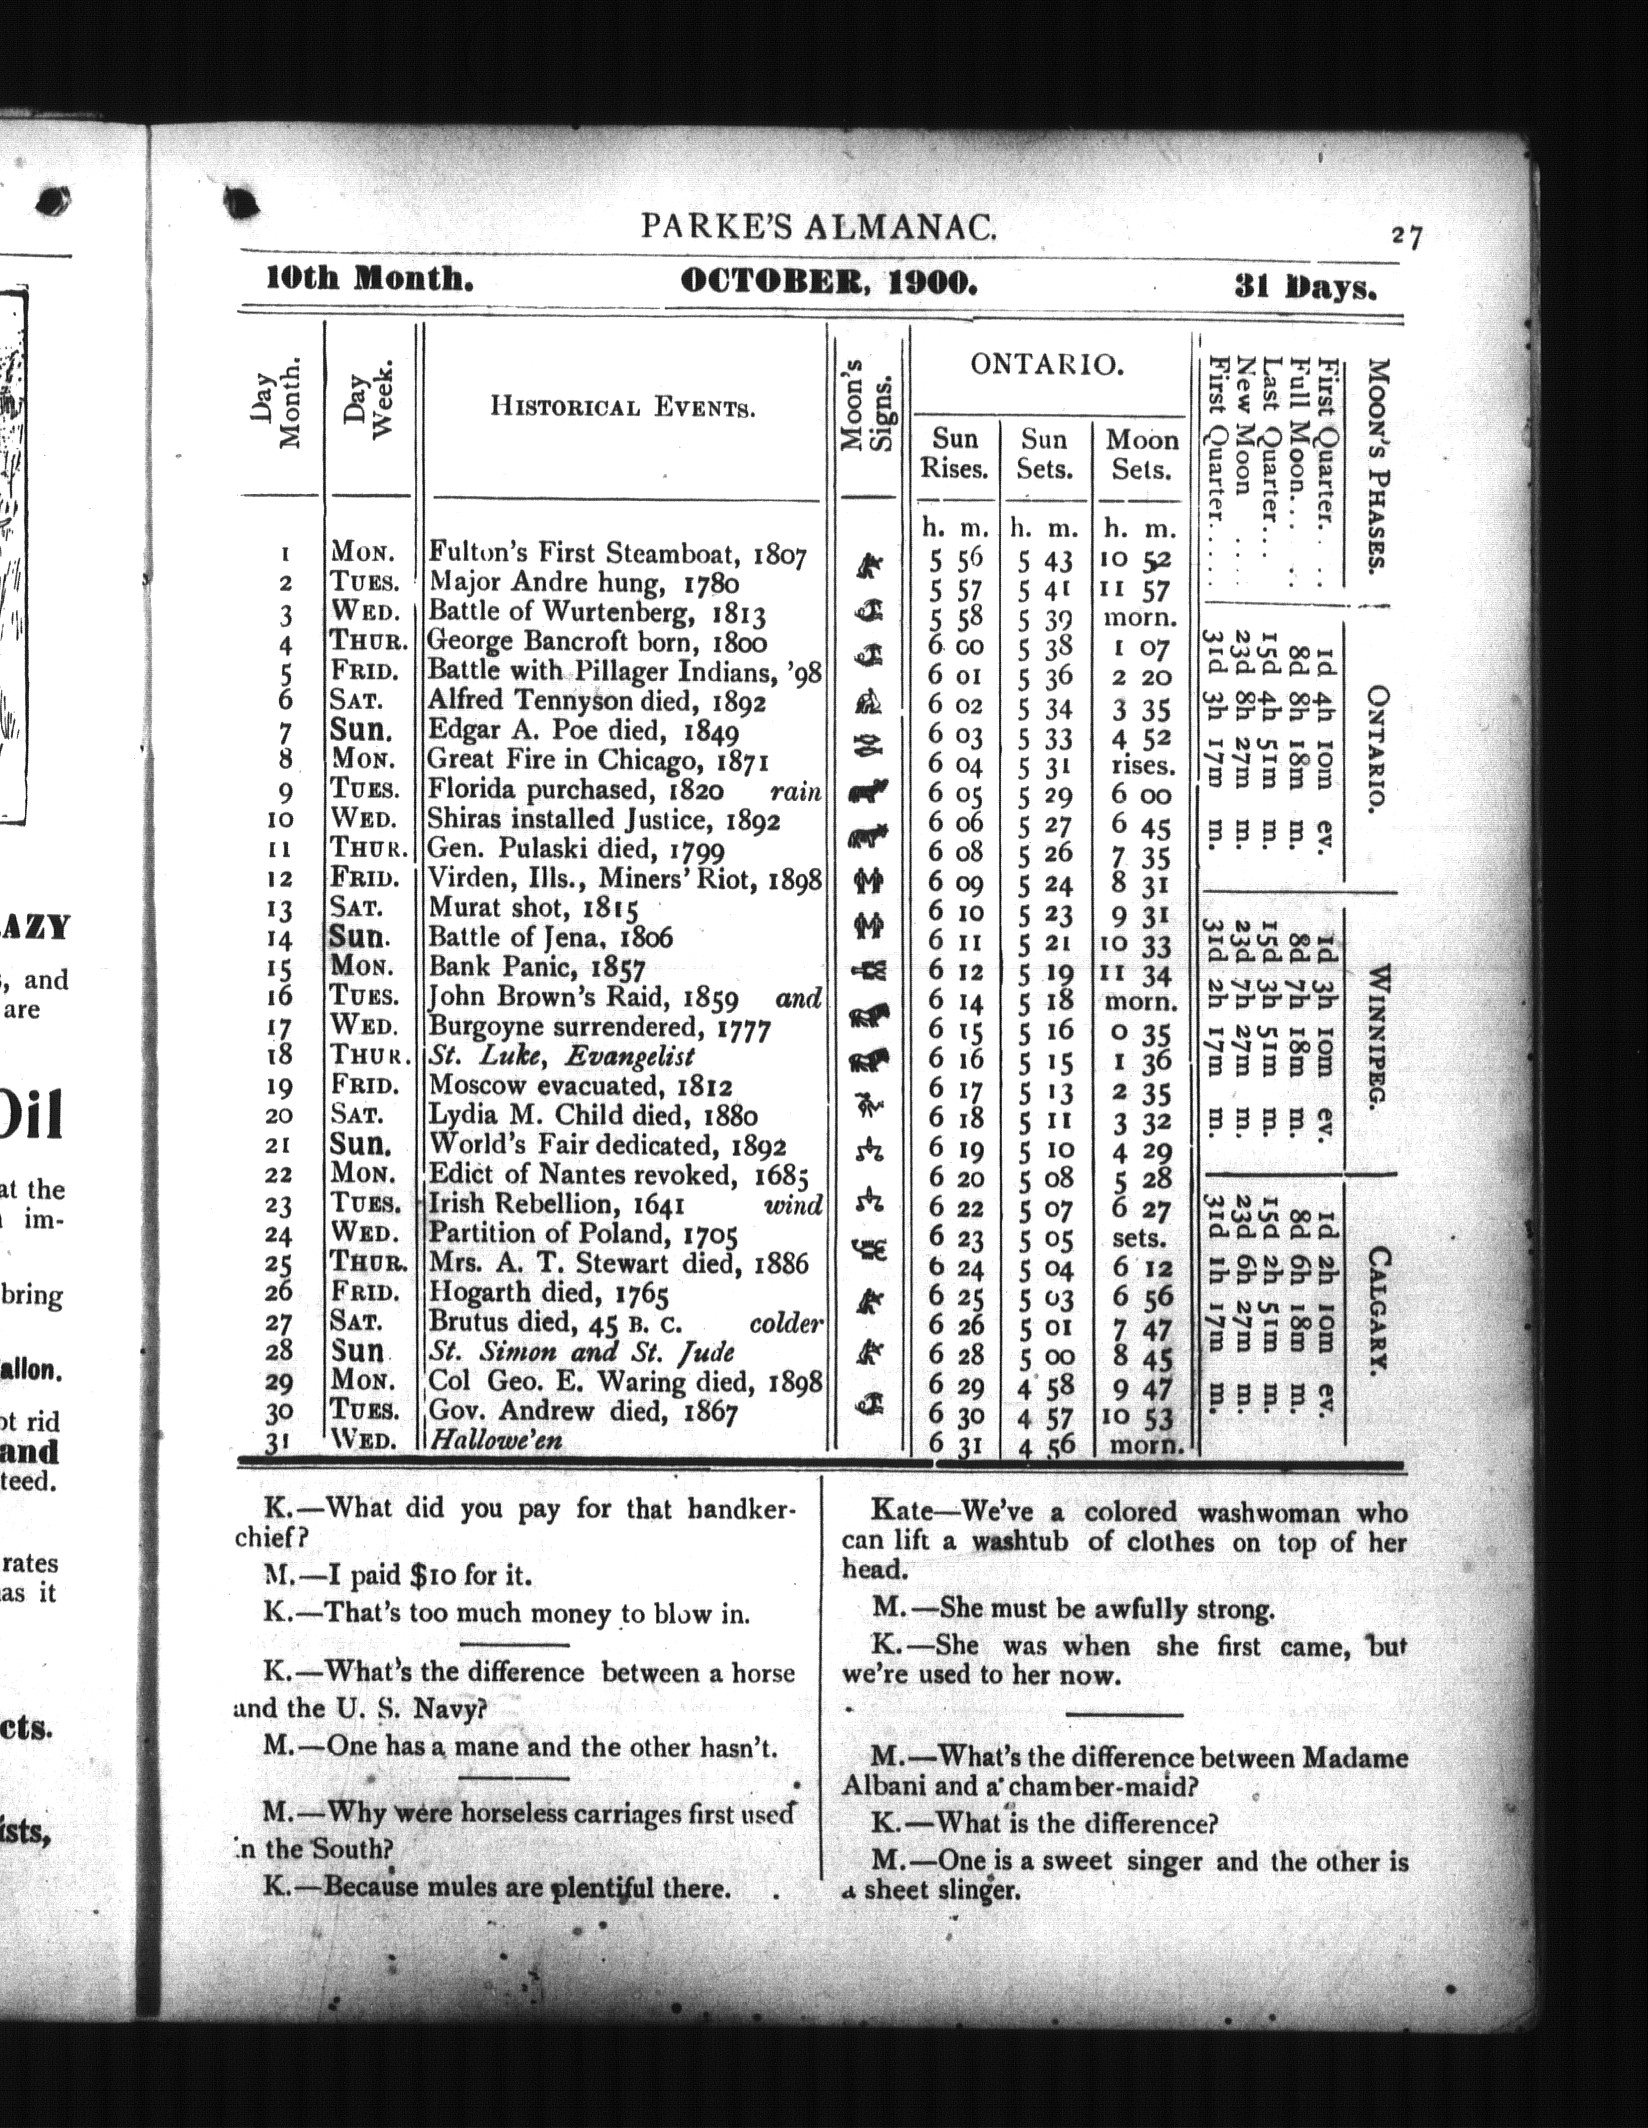 AZY
, and
are
Oil
at the
im-
bring
allon.
ot rid
and
teed.
rates
as it
cts.
ists,
PARKE'S ALMANAC.
27
10th Month. OCTOBER, 1900. 31 Days.
Day Month.
Day Week.
HISTORICAL EVENTS.
Moon's Signs.
ONTARIO.
Sun Rises.
Sun Sets.
Moon Sets.
h. m. h. m. h. m.
1 MON. Fulton's First Steamboat, 1807 5 56 5 43 10 52
2 TUES. Major Andre hung, 1780 5 57 5 41 11 57
3 WED. Battle of Wurtenberg, 1813 5 58 5 39 morn.
4 THUR. George Bancroft born, 1800 6 00 5 38 1 07
5 FRID. Battle with Pillager Indians, '98 6 01 5 36 2 20
6 SAT. Alfred Tennyson died, 1892 6 02 5 34 3 35
7 Sun. Edgar A. Poe died, 1849 6 03 5 33 4 52
8 MON. Great Fire in Chicago, 1871 6 04 5 31 rises.
9 TUES. Florida purchased, 1820 rain 6 05 5 29 6 00
10 WED. Shiras installed Justice, 1892 6 06 5 27 6 45
11 THUR. Gen. Pulaski died, 1799 6 08 5 26 7 35
12 FRID. Virden, Ills., Miners' Riot, 1898 6 09 5 24 8 31
13 SAT. Murat shot, 1815 6 10 5 23 9 31
14 Sun. Battle of Jena, 1806 6 11 5 21 10 33
15 MON. Bank Panic, 1857 6 12 5 19 11 34
16 TUES. John Brown's Raid, 1859 and 6 14 5 18 morn.
17 WED. Burgoyne surrendered, 1777 6 15 5 16 0 35
18 THUR. St. Luke, Evangelist 6 16 5 15 1 36
19 FRID. Moscow evacuated, 1812 6 17 5 13 2 35
20 SAT. Lydia M. Child died, 1880 6 18 5 11 3 32
21 Sun. World's Fair dedicated, 1892 6 19 5 10 4 29
22 MON. Edict of Nantes revoked, 1685 6 20 5 08 5 28
23 TUES. Irish Rebellion, 1641 wind 6 22 5 07 6 27
24 WED. Partition of Poland, 1705 6 23 5 05 sets.
25 THUR. Mrs. A. T. Stewart died, 1886 6 24 5 04 6 12
26 FRID. Hogarth died, 1765 6 25 5 03 6 56
27 SAT. Brutus died, 45 B. C. colder 6 26 5 01 7 47
28 Sun St. Simon and St. Jude 6 28 5 00 8 45
29 MON. Col Geo. E. Waring died, 1898 6 29 4 58 9 47
30 TUES. Gov. Andrew died, 1867 6 30 4 57 10 53
31 WED. Hallowe'en 6 31 4 56 morn.
MOON'S PHASES. ONTARIO. WINNIPEG. CALGARY.
First Quarter. . . 1d 4h 10m ev. 1d 3h 10m ev. 1d 2h 10m ev.
Full Moon. . . . 8d 8h 18m m. 8d 7h 18m m. 8d 6h 18m m.
Last Quarter. . . 15d 4h 51m m. 15d 3h 51m m. 15d 2h 51m m.
New Moon . . . 23d 8h 27m m. 23d 7h 27m m. 23d 6h 27m m.
First Quarter. . . . 31d 3h 17m m. 31d 2h 17m m. 31d 1h 17m m.
K.—What did you pay for that handker-
chief?
M.—I paid $10 for it.
K.—That's too much money to blow in.
K.—What's the difference between a horse
and the U. S. Navy?
M.—One has a mane and the other hasn't.
M.—Why were horseless carriages first used
in the South?
K.—Because mules are plentiful there.
Kate—We've a colored washwoman who
can lift a washtub of clothes on top of her
head.
M.—She must be awfully strong.
K.—She was when she first came, but
we're used to her now.
M.—What's the difference between Madame
Albani and a chamber-maid?
K.—What is the difference?
M.—One is a sweet singer and the other is
a sheet slinger.